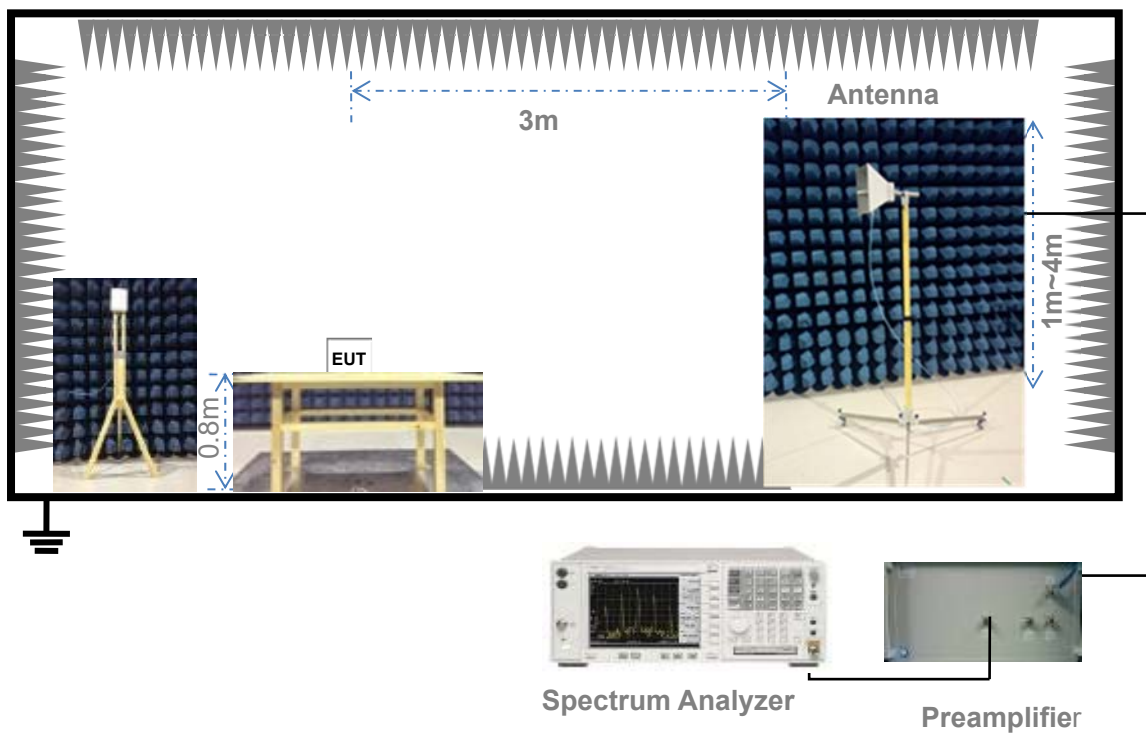 Antenna
3m
1m~4m
EUT
0.8m
Spectrum Analyzer
Preamplifier